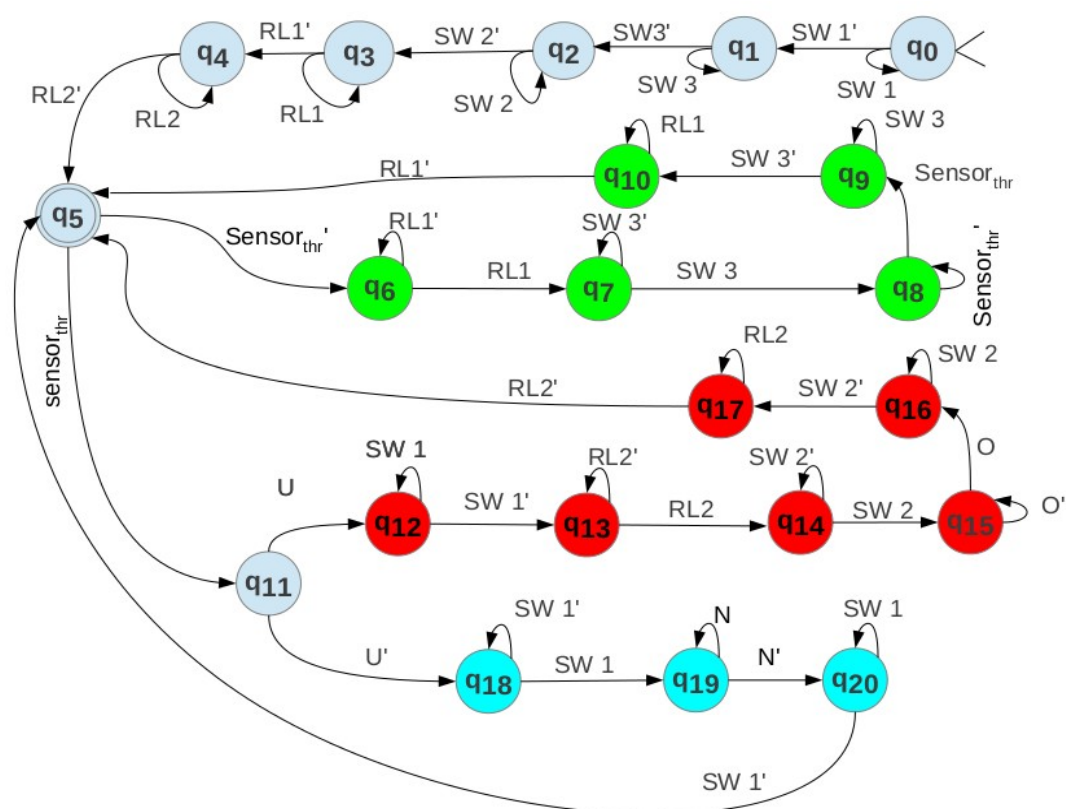 RL1'
SW 2'
SW3'
SW 1'
q4
q3
q2
q1
q0
RL2'
RL2
RL1
SW 2
SW 3
SW 1
RL1
SW 3
RL1'
SW 3'
Sensorthr
q10
q9
q5
Sensorthr'
RL1'
SW 3'
RL1
SW 3
q6
q7
q8
Sensorthr'
sensorthr
RL2
SW 2
RL2'
SW 2'
q17
q16
O
SW 1
RL2'
SW 2'
U
SW 1'
RL2
SW 2
O'
q12
q13
q14
q15
q11
SW 1'
N
SW 1
U'
SW 1
N'
q18
q19
q20
SW 1'